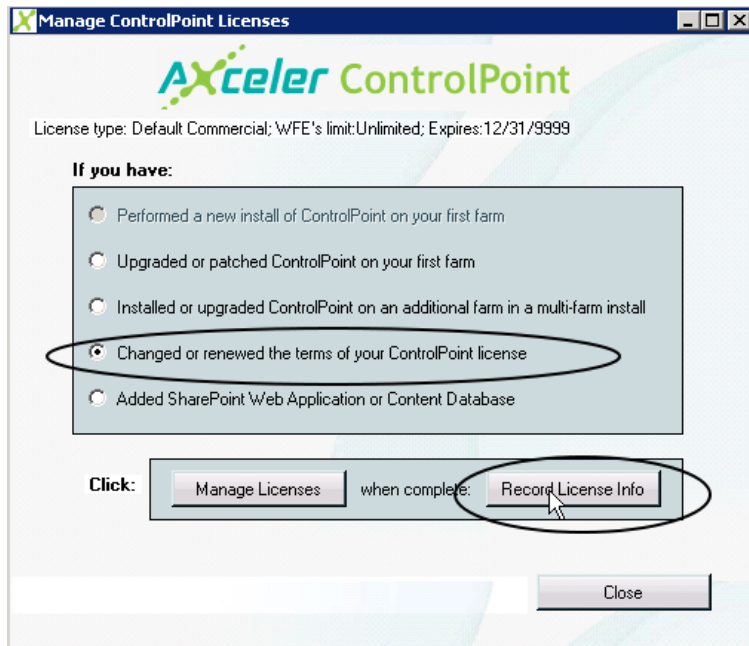 Manage ControlPoint Licenses
Axceler ControlPoint
License type: Default Commercial; WFE's limit:Unlimited; Expires:12/31/9999
If you have:
Performed a new install of ControlPoint on your first farm
Upgraded or patched ControlPoint on your first farm
Installed or upgraded ControlPoint on an additional farm in a multi-farm install
Changed or renewed the terms of your ControlPoint license
Added SharePoint Web Application or Content Database
Click: Manage Licenses when complete: Record License Info
Close